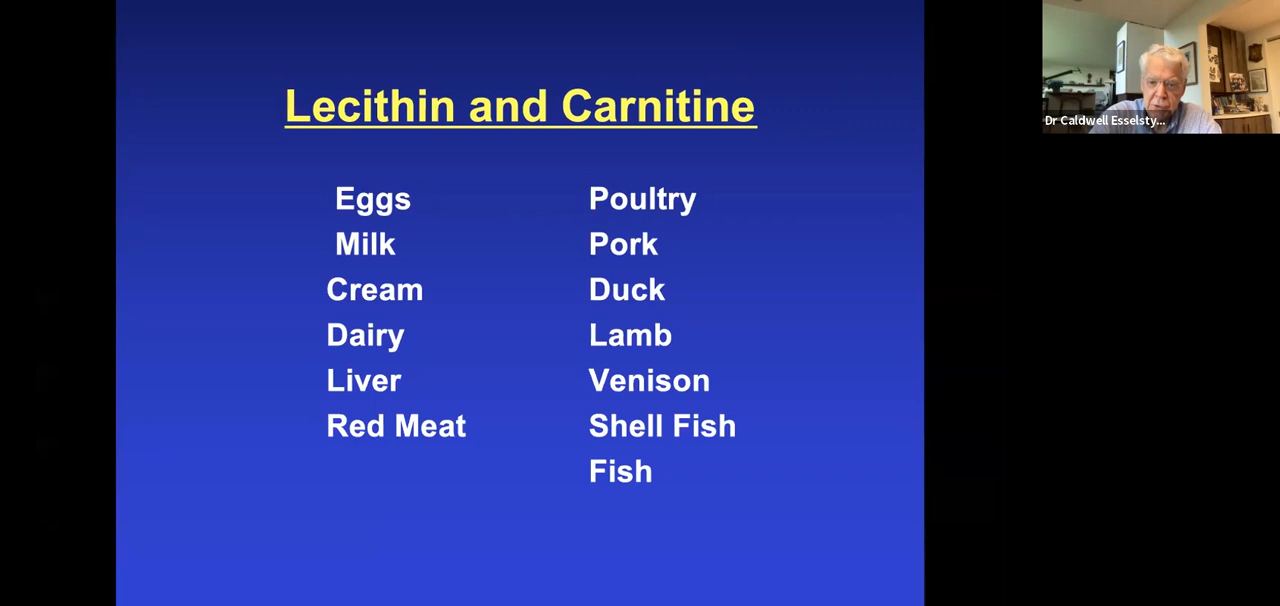 Lecithin and Carnitine
Eggs
Milk
Cream
Dairy
Liver
Red Meat
Poultry
Pork
Duck
Lamb
Venison
Shell Fish
Fish
Dr Caldwell Esselsty...